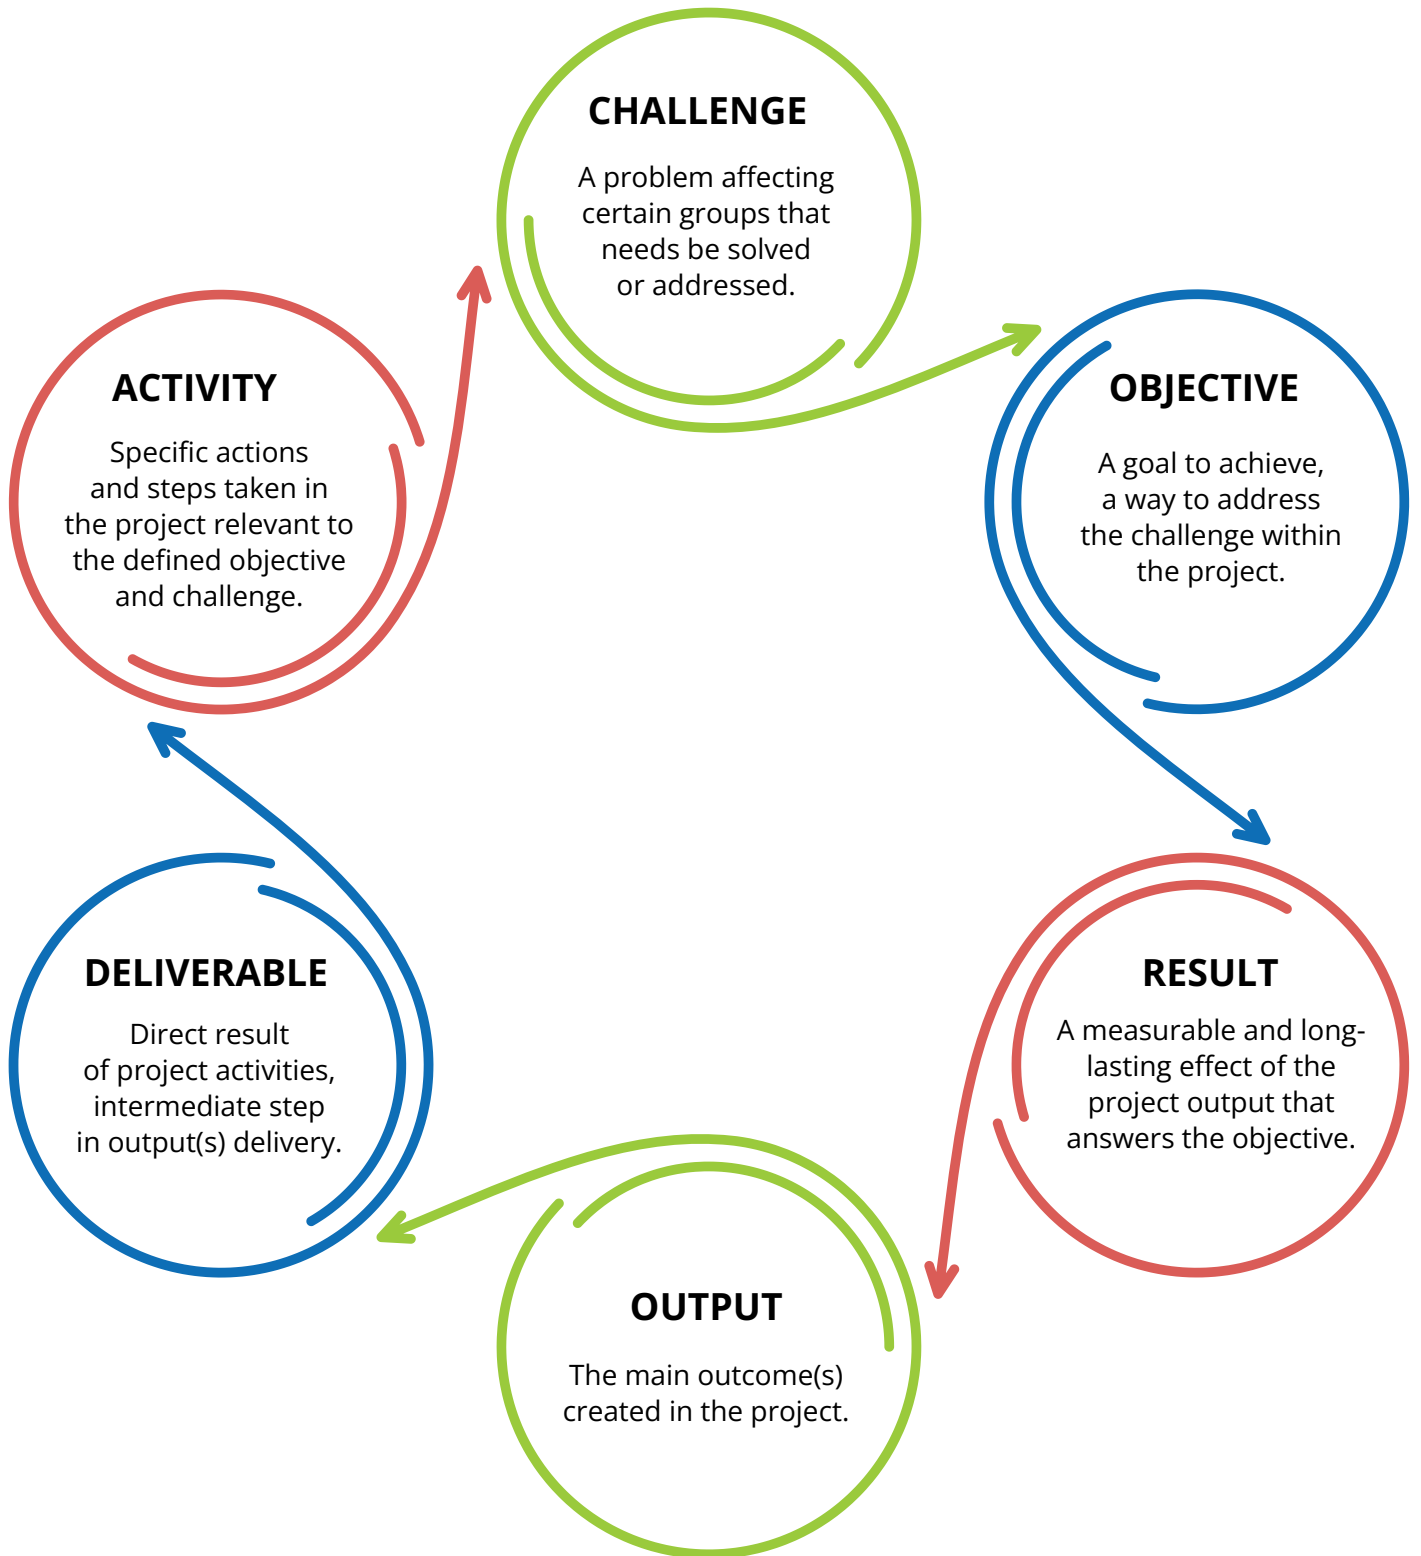 CHALLENGE
A problem affecting
certain groups that
needs be solved
or addressed.
OBJECTIVE
A goal to achieve,
a way to address
the challenge within
the project.
RESULT
A measurable and long-
lasting effect of the
project output that
answers the objective.
OUTPUT
The main outcome(s)
created in the project.
DELIVERABLE
Direct result
of project activities,
intermediate step
in output(s) delivery.
ACTIVITY
Specific actions
and steps taken in
the project relevant to
the defined objective
and challenge.